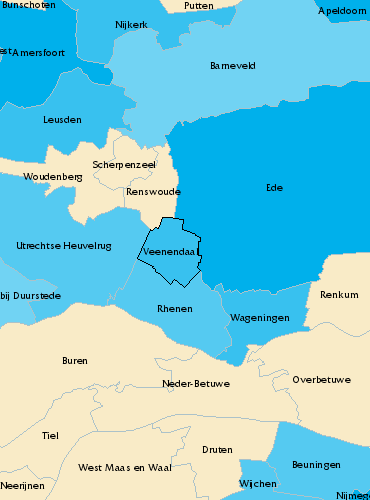 Bunschoten
Putten
Apeldoorn
Nijkerk
est
Amersfoort
Barneveld
Leusden
Scherpenzeel
Woudenberg
Renswoude
Ede
Utrechtse Heuvelrug
Veenendaal
bij Duurstede
Renkum
Rhenen
Wageningen
Buren
Neder-Betuwe
Overbetuwe
Tiel
Druten
West Maas en Waal
Beuningen
Neerijnen
Wijchen
Nijmege